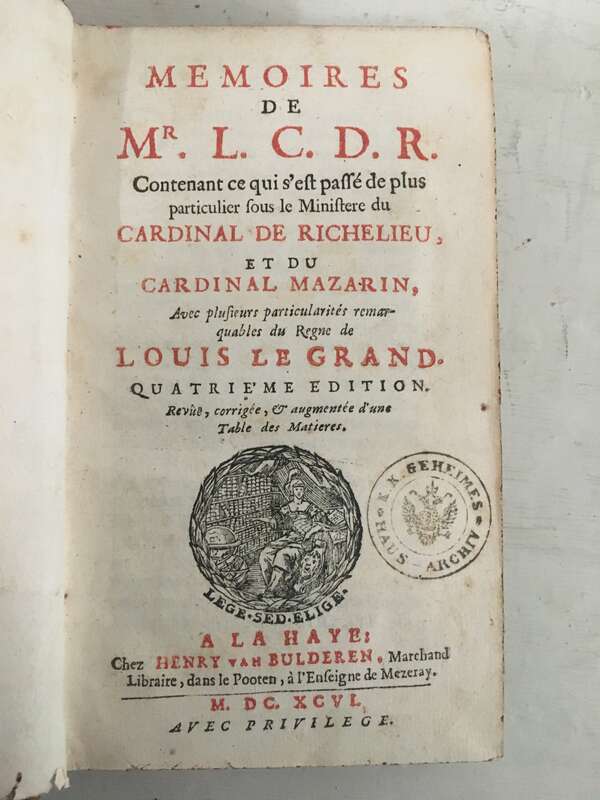 MEMOIRES
DE
Mᴿ. L. C. D. R.
Contenant ce qui s'eſt paſſé de plus
particulier ſous le Miniſtere du
CARDINAL DE RICHELIEU,
ET DU
CARDINAL MAZARIN,
Avec pluſieurs particularités remar-
quables du Regne de
LOUIS LE GRAND.
QUATRIE'ME EDITION.
Revûe, corrigée, & augmentée d'une
Table des Matieres.
LEGE·SED·ELIGE·
K. K. GEHEIMES
HAUS-ARCHIV
A LA HAYE;
Chez HENRY VAN BULDEREN, Marchand
Libraire, dans le Pooten, à l'Enſeigne de Mezeray.
M. DC. XCVI.
AVEC PRIVILEGE.